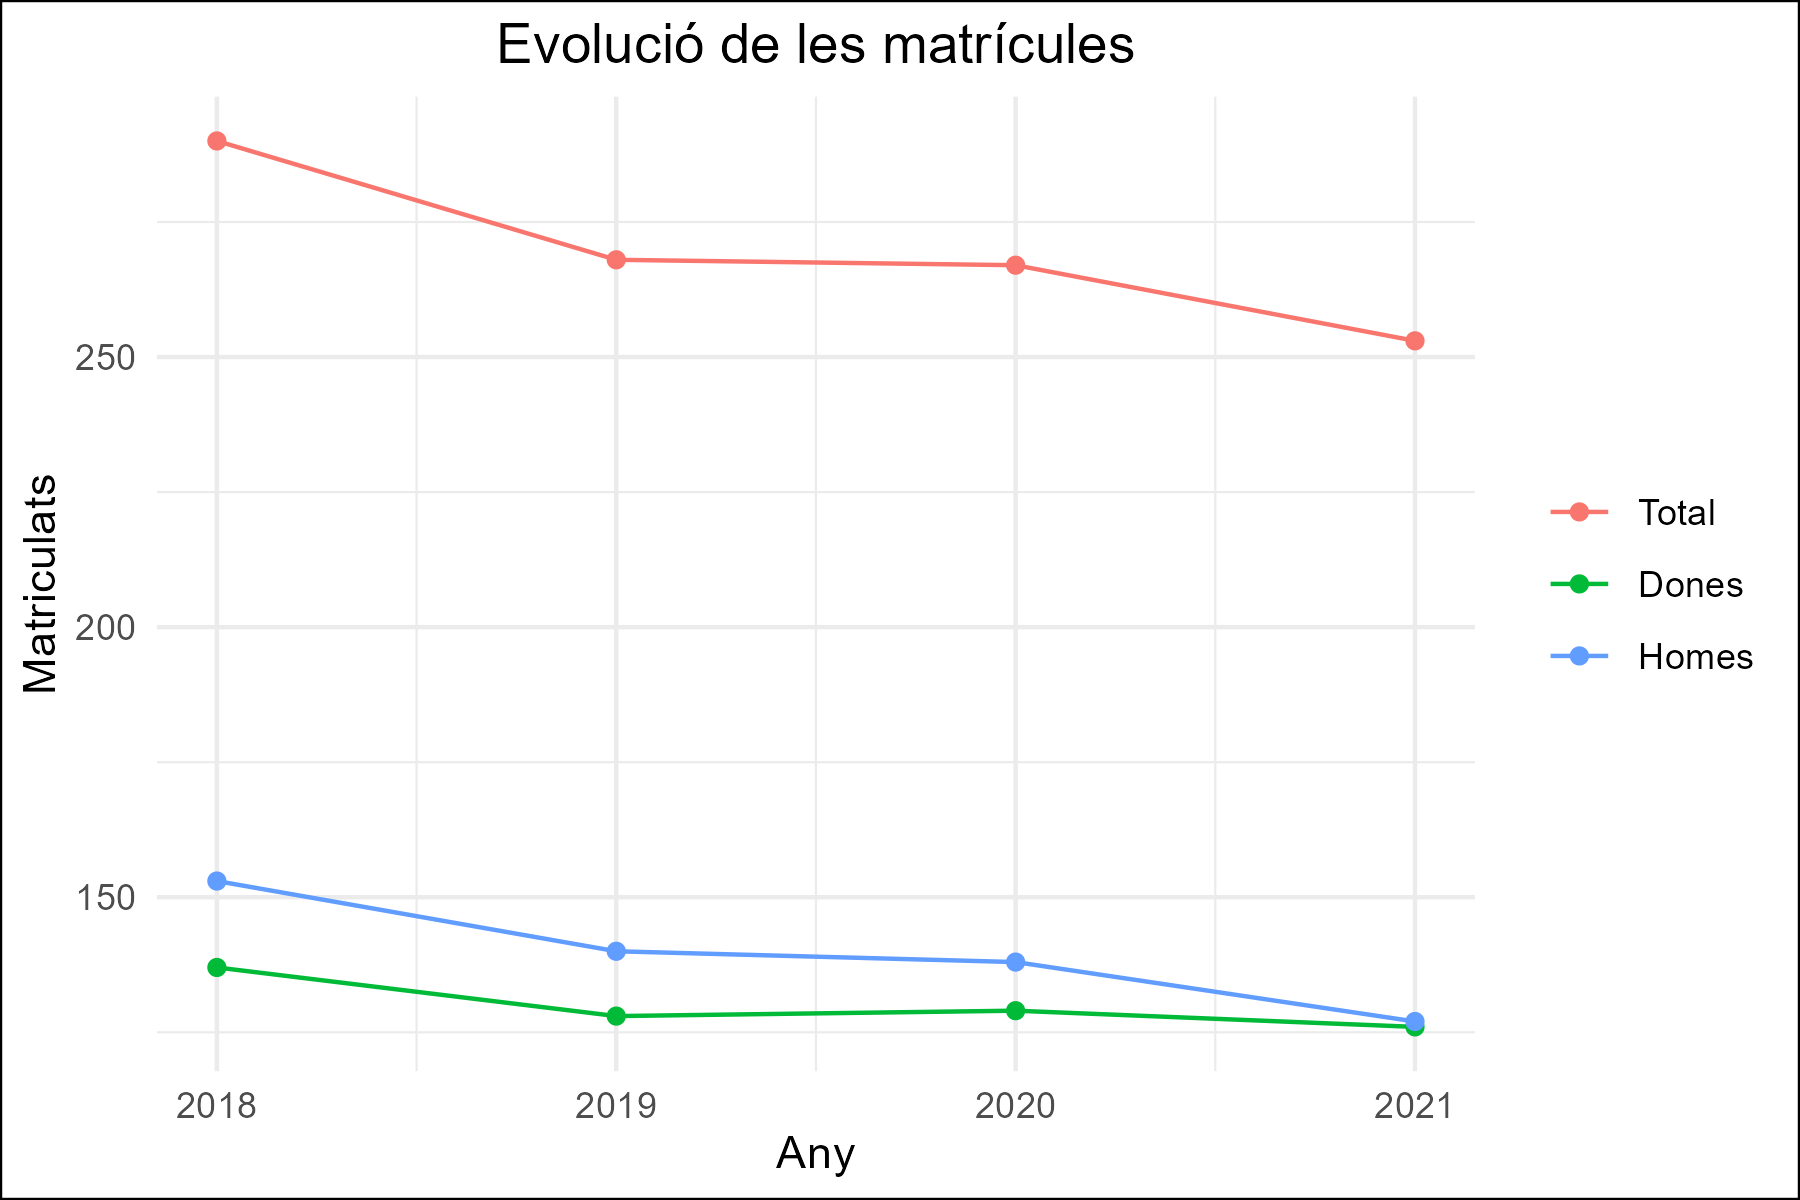 Evolució de les matrícules
Matriculats
250
200
150
2018 2019 2020 2021
Any
Total
Dones
Homes